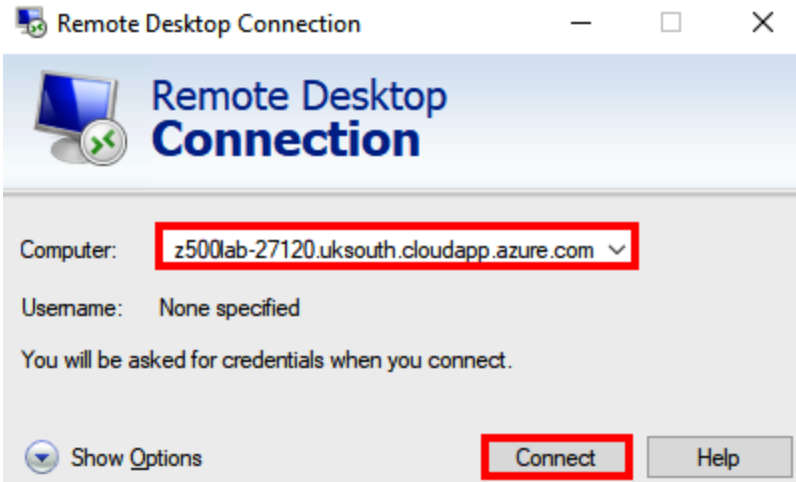 Remote Desktop Connection
Remote Desktop
Connection
Computer: z500lab-27120.uksouth.cloudapp.azure.com
Username: None specified
You will be asked for credentials when you connect.
Show Options Connect Help